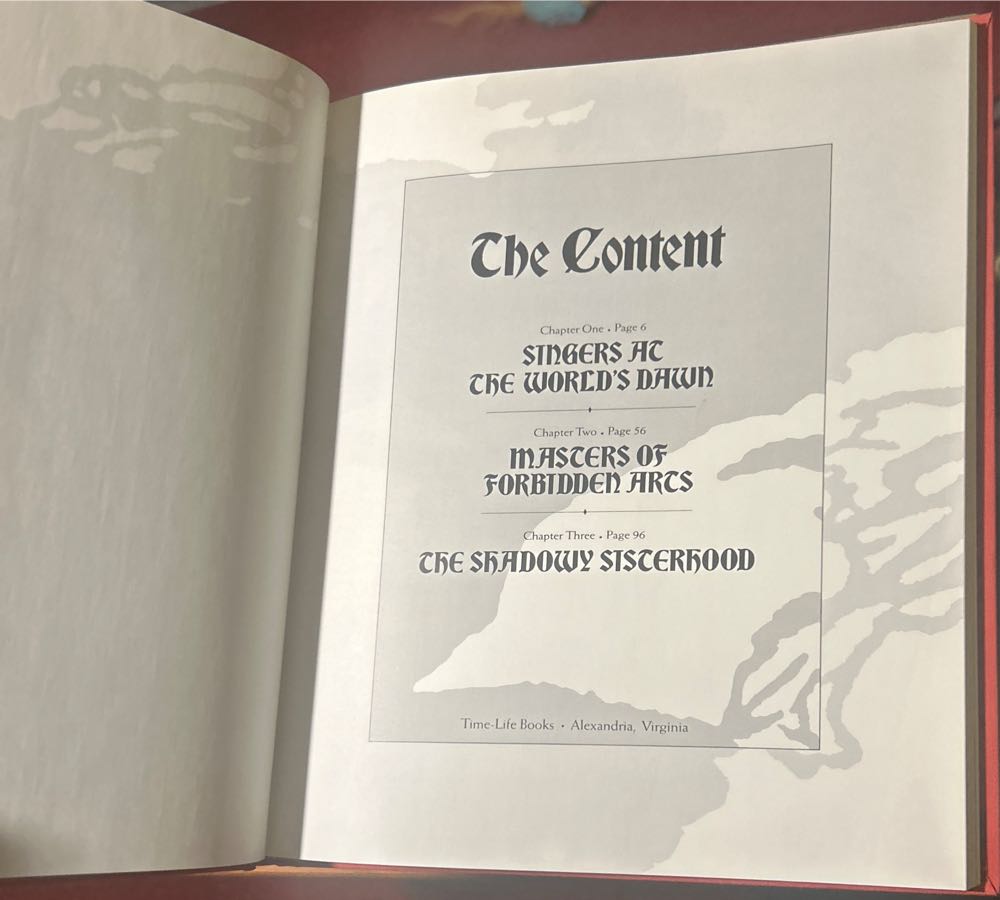 The Content
Chapter One • Page 6
SINGERS AT
THE WORLD'S DAWN
Chapter Two • Page 56
MASTERS OF
FORBIDDEN ARTS
Chapter Three • Page 96
THE SHADOWY SISTERHOOD
Time-Life Books • Alexandria, Virginia